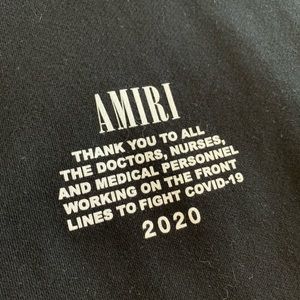 AMIRI
THANK YOU TO ALL
THE DOCTORS, NURSES,
AND MEDICAL PERSONNEL
WORKING ON THE FRONT
LINES TO FIGHT COVID-19
2020